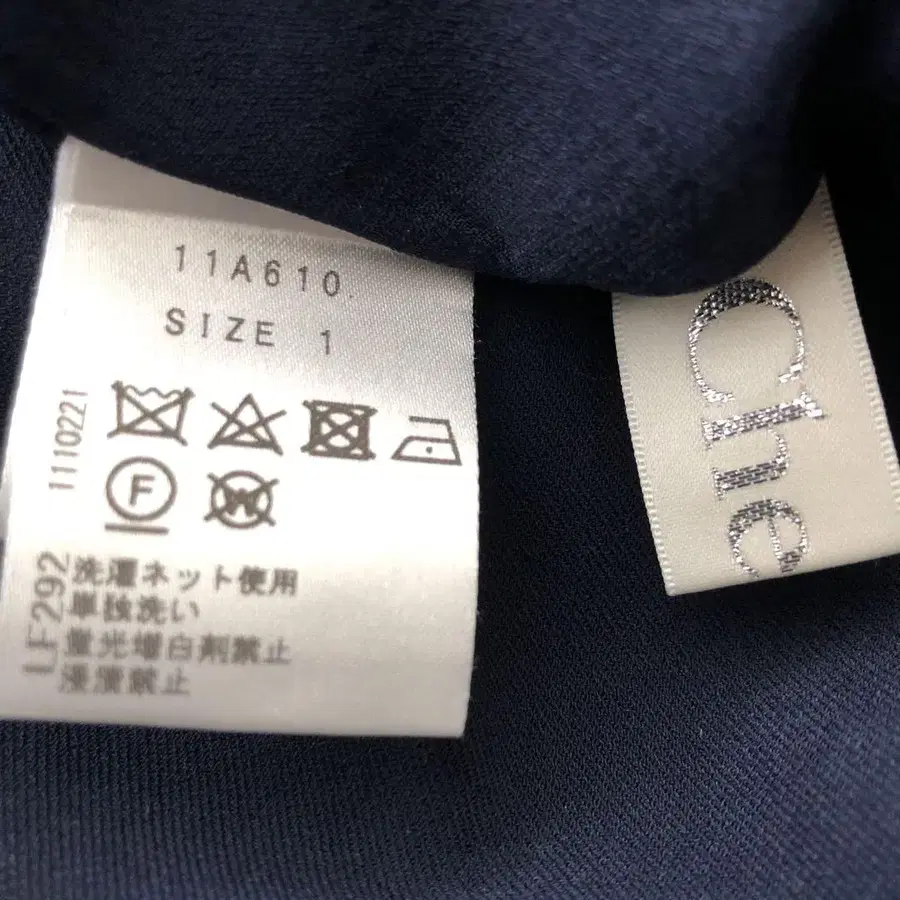 11A610.
SIZE 1
1110221
F
W
LF292
洗濯ネット使用
単独洗い
蛍光増白剤禁止
浸漬禁止
Che